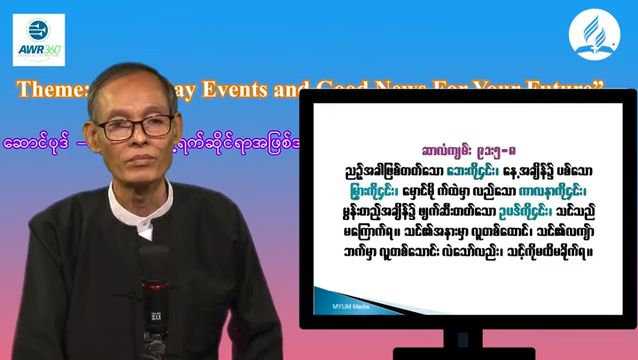 AWR360°
Theme: ay Events and Good News For Your Future”
ဆောင်ပုဒ် –
ဆာလံကျမ်း ၉၁:၅-၈
ညဉ့်အခါဖြစ်တတ်သော ဘေးကို၎င်း၊ နေ့အချိန်၌ ပစ်သော
မြှားကို၎င်း၊ မှောင်မိုက်ထဲမှာ လည်သော ကာလနာကို၎င်း၊
မွန်းတည့်အချိန်၌ ဖျက်ဆီးတတ်သော ဥပဒ်ကို၎င်း၊ သင်သည်
မကြောက်ရ။ သင်၏အနားမှာ လူတစ်ထောင်၊ သင်၏လက်ျာ
ဘက်မှာ လူတစ်သောင်း လဲသော်လည်း၊ သင့်ကိုမထိမခိုက်ရ။
MYUM Media